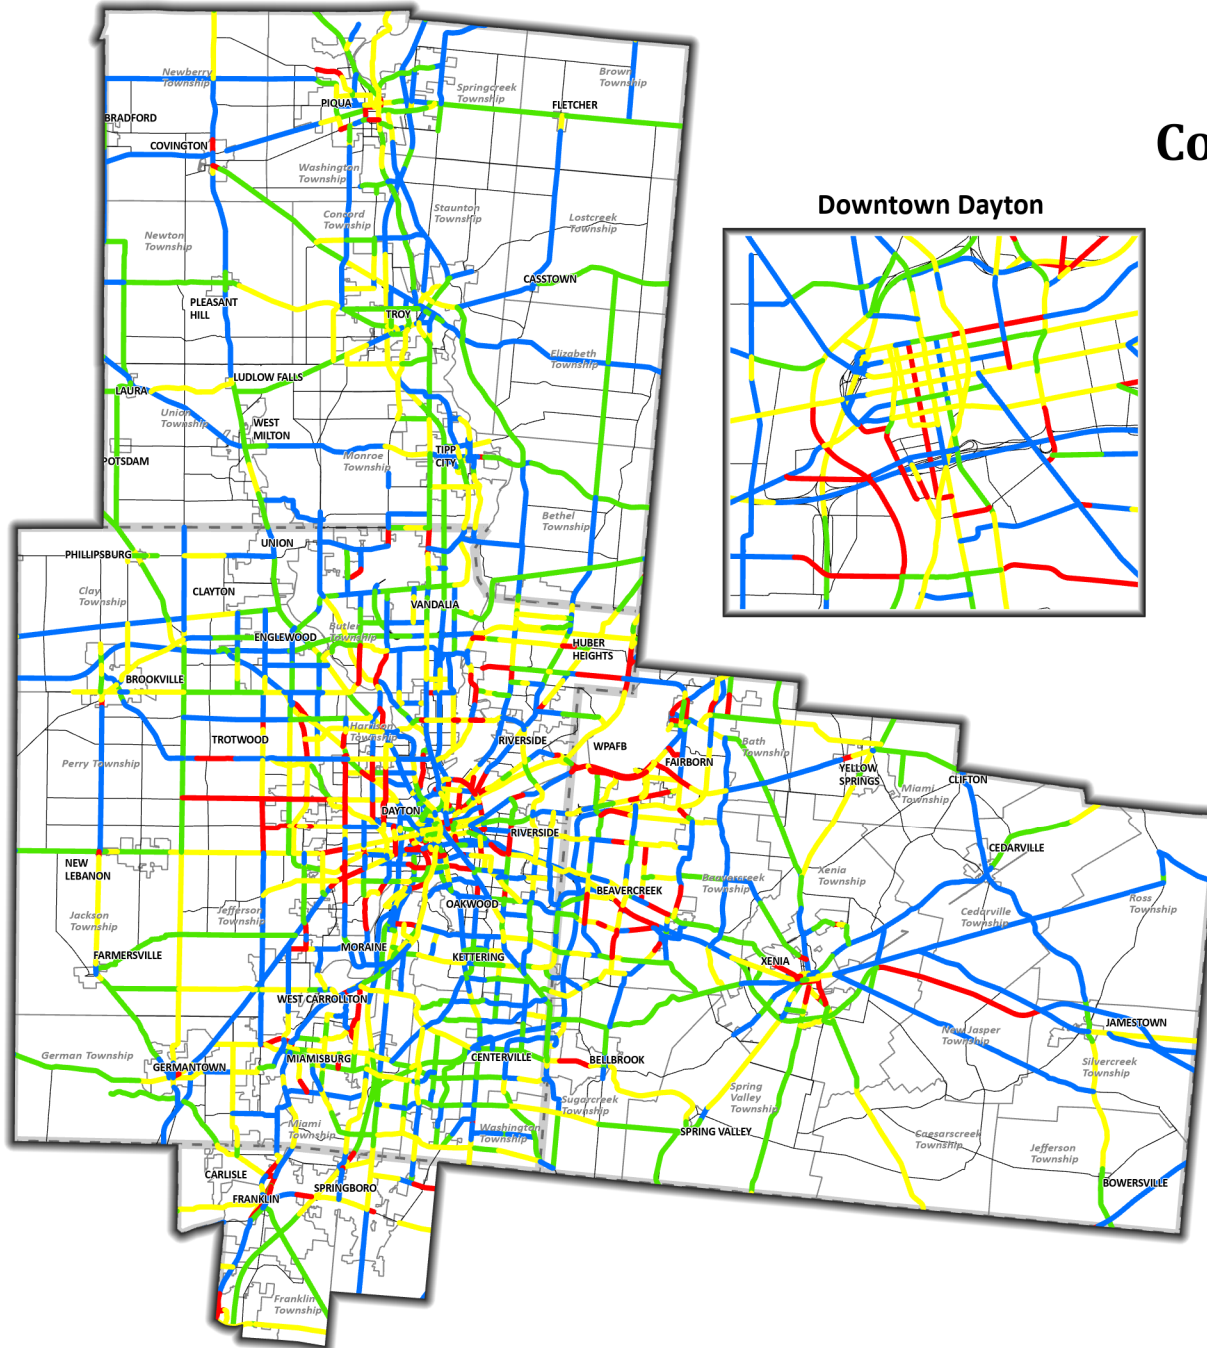 Co
Downtown Dayton
Newberry
Township
Brown
Township
Springcreek
Township
PIQUA
FLETCHER
BRADFORD
COVINGTON
Washington
Township
Staunton
Township
Concord
Township
Lostcreek
Township
Newton
Township
CASSTOWN
PLEASANT
HILL
TROY
Elizabeth
Township
LUDLOW FALLS
LAURA
Union
Township
WEST
MILTON
Monroe
Township
TIPP
CITY
POTSDAM
Bethel
Township
UNION
PHILLIPSBURG
Clay
Township
CLAYTON
VANDALIA
Butler
Township
ENGLEWOOD
HUBER
HEIGHTS
BROOKVILLE
Harrison
Township
TROTWOOD
RIVERSIDE
WPAFB
Bath
Township
Perry Township
FAIRBORN
YELLOW
SPRINGS
CLIFTON
Miami
Township
DAYTON
RIVERSIDE
CEDARVILLE
NEW
LEBANON
Xenia
Township
Beavercreek
Township
BEAVERCREEK
OAKWOOD
Ross
Township
Jackson
Township
Jefferson
Township
Cedarville
Township
MORAINE
FARMERSVILLE
KETTERING
XENIA
WEST CARROLLTON
JAMESTOWN
New Jasper
Township
German Township
MIAMISBURG
CENTERVILLE
BELLBROOK
GERMANTOWN
Silvercreek
Township
Spring
Valley
Township
Sugarcreek
Township
Miami
Township
Washington
Township
SPRING VALLEY
Caesarscreek
Township
Jefferson
Township
CARLISLE
SPRINGBORO
BOWERSVILLE
FRANKLIN
Franklin
Township